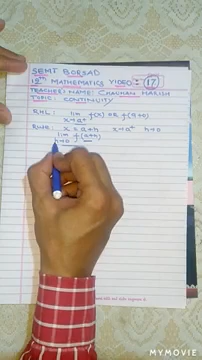 SEMT BORSAD
12th MATHEMATICS VIDEO : 17
TEACHER NAME: CHAUHAN HARISH
TOPIC : CONTINUITY
RHL : lim x→a⁺ f(x) or f(a+0)
RULE : x = a+h x→a⁺ h→0
lim h→0 f(a+h)
MYMOVIE